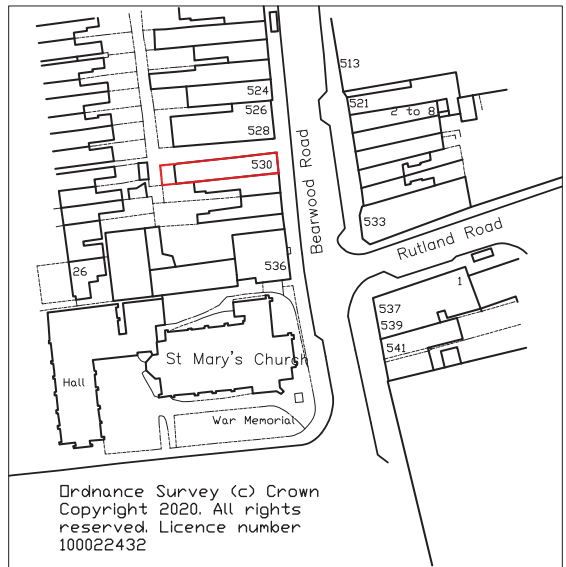 513
524
521
526
2 to 8
528
530
Bearwood Road
533
Rutland Road
536
26
1
537
539
541
St Mary's Church
Hall
War Memorial
Ordnance Survey (c) Crown
Copyright 2020. All rights
reserved. Licence number
100022432